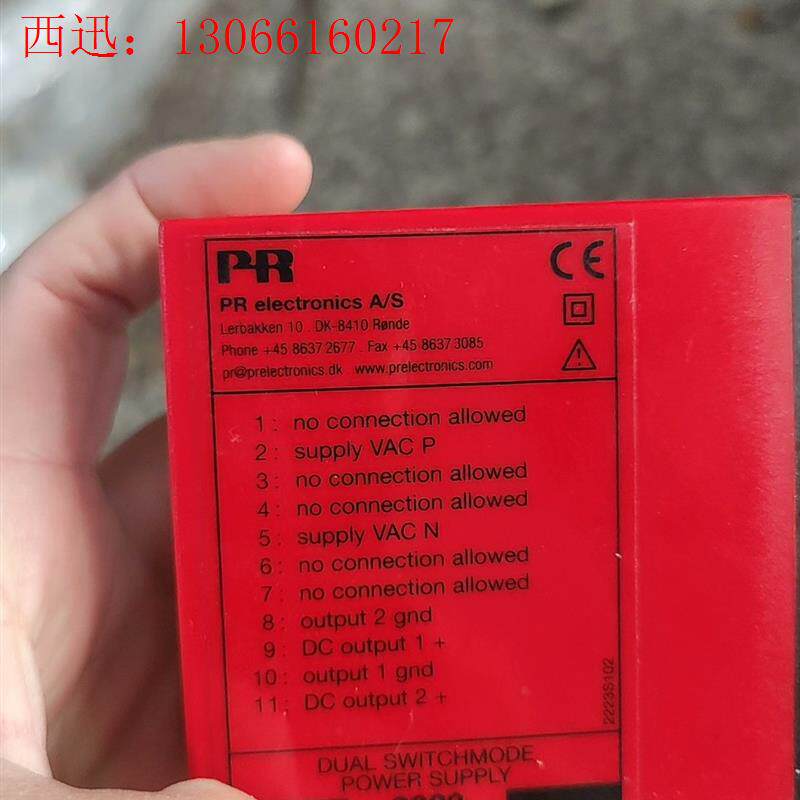 西迅：13066160217
PR
CE
PR electronics A/S
Lerbakken 10 . DK-8410 Rønde
Phone +45 8637 2677 . Fax +45 8637 3085
pr@prelectronics.dk www.prelectronics.com
1: no connection allowed
2: supply VAC P
3: no connection allowed
4: no connection allowed
5: supply VAC N
6: no connection allowed
7: no connection allowed
8: output 2 gnd
9: DC output 1 +
10: output 1 gnd
11: DC output 2 +
2223S102
DUAL SWITCHMODE
POWER SUPPLY